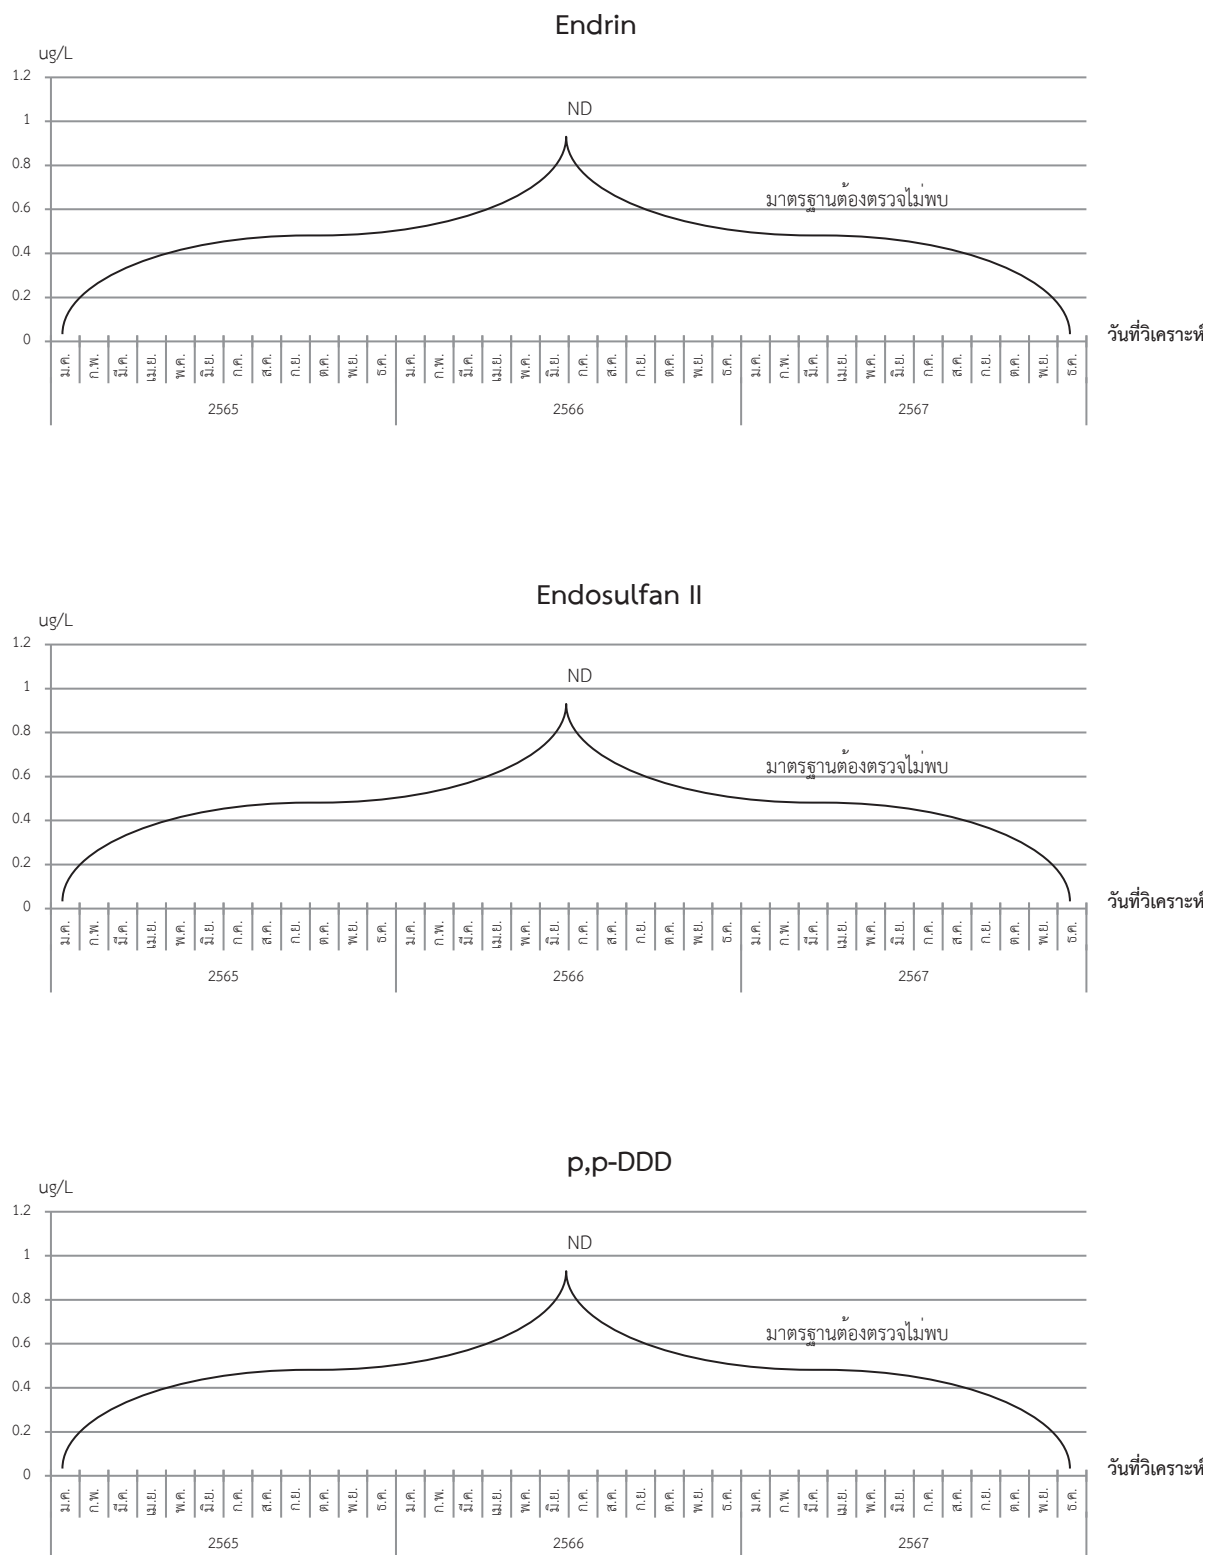 Endrin
ug/L
1.2
1
0.8
0.6
0.4
0.2
0
ND
มาตรฐานต้องตรวจไม่พบ
วันที่วิเคราะห์
ม.ค. ก.พ. มี.ค. เม.ย. พ.ค. มิ.ย. ก.ค. ส.ค. ก.ย. ต.ค. พ.ย. ธ.ค. ม.ค. ก.พ. มี.ค. เม.ย. พ.ค. มิ.ย. ก.ค. ส.ค. ก.ย. ต.ค. พ.ย. ธ.ค. ม.ค. ก.พ. มี.ค. เม.ย. พ.ค. มิ.ย. ก.ค. ส.ค. ก.ย. ต.ค. พ.ย. ธ.ค.
2565 2566 2567
Endosulfan II
ug/L
1.2
1
0.8
0.6
0.4
0.2
0
ND
มาตรฐานต้องตรวจไม่พบ
วันที่วิเคราะห์
ม.ค. ก.พ. มี.ค. เม.ย. พ.ค. มิ.ย. ก.ค. ส.ค. ก.ย. ต.ค. พ.ย. ธ.ค. ม.ค. ก.พ. มี.ค. เม.ย. พ.ค. มิ.ย. ก.ค. ส.ค. ก.ย. ต.ค. พ.ย. ธ.ค. ม.ค. ก.พ. มี.ค. เม.ย. พ.ค. มิ.ย. ก.ค. ส.ค. ก.ย. ต.ค. พ.ย. ธ.ค.
2565 2566 2567
p,p-DDD
ug/L
1.2
1
0.8
0.6
0.4
0.2
0
ND
มาตรฐานต้องตรวจไม่พบ
วันที่วิเคราะห์
ม.ค. ก.พ. มี.ค. เม.ย. พ.ค. มิ.ย. ก.ค. ส.ค. ก.ย. ต.ค. พ.ย. ธ.ค. ม.ค. ก.พ. มี.ค. เม.ย. พ.ค. มิ.ย. ก.ค. ส.ค. ก.ย. ต.ค. พ.ย. ธ.ค. ม.ค. ก.พ. มี.ค. เม.ย. พ.ค. มิ.ย. ก.ค. ส.ค. ก.ย. ต.ค. พ.ย. ธ.ค.
2565 2566 2567